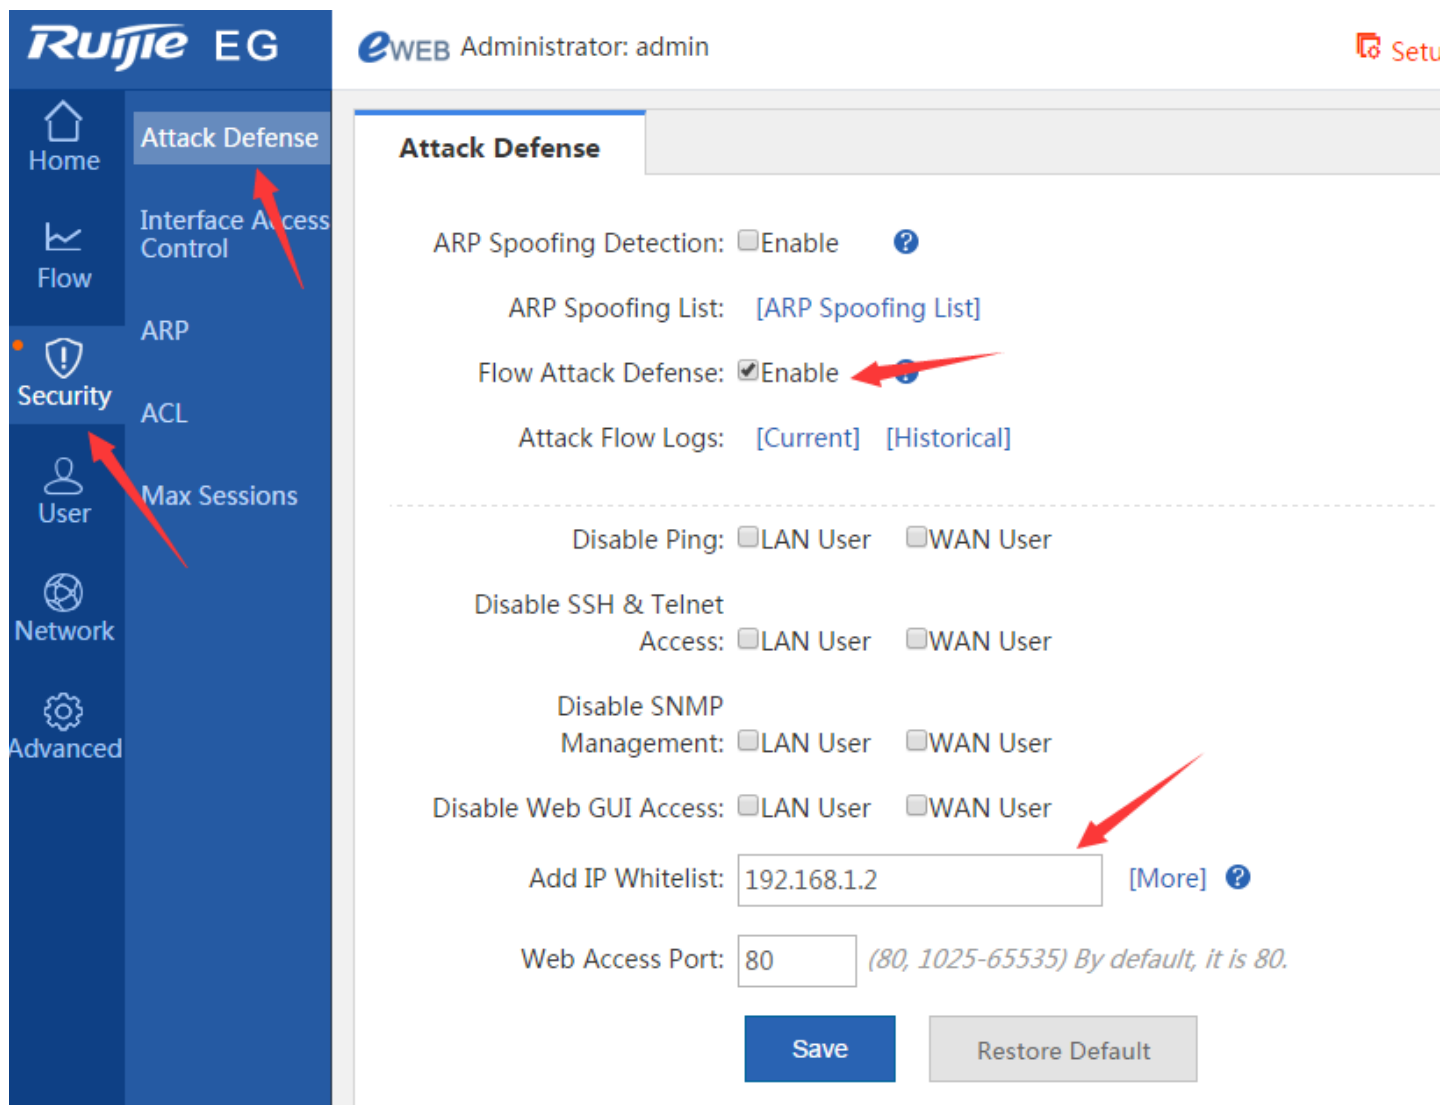 Ruijie EG
eWEB Administrator: admin
Setu
Home
Flow
Security
User
Network
Advanced
Attack Defense
Interface Access
Control
ARP
ACL
Max Sessions
Attack Defense
ARP Spoofing Detection: Enable
ARP Spoofing List: [ARP Spoofing List]
Flow Attack Defense: Enable
Attack Flow Logs: [Current] [Historical]
Disable Ping: LAN User WAN User
Disable SSH & Telnet
Access: LAN User WAN User
Disable SNMP
Management: LAN User WAN User
Disable Web GUI Access: LAN User WAN User
Add IP Whitelist: 192.168.1.2 [More]
Web Access Port: 80 (80, 1025-65535) By default, it is 80.
Save Restore Default